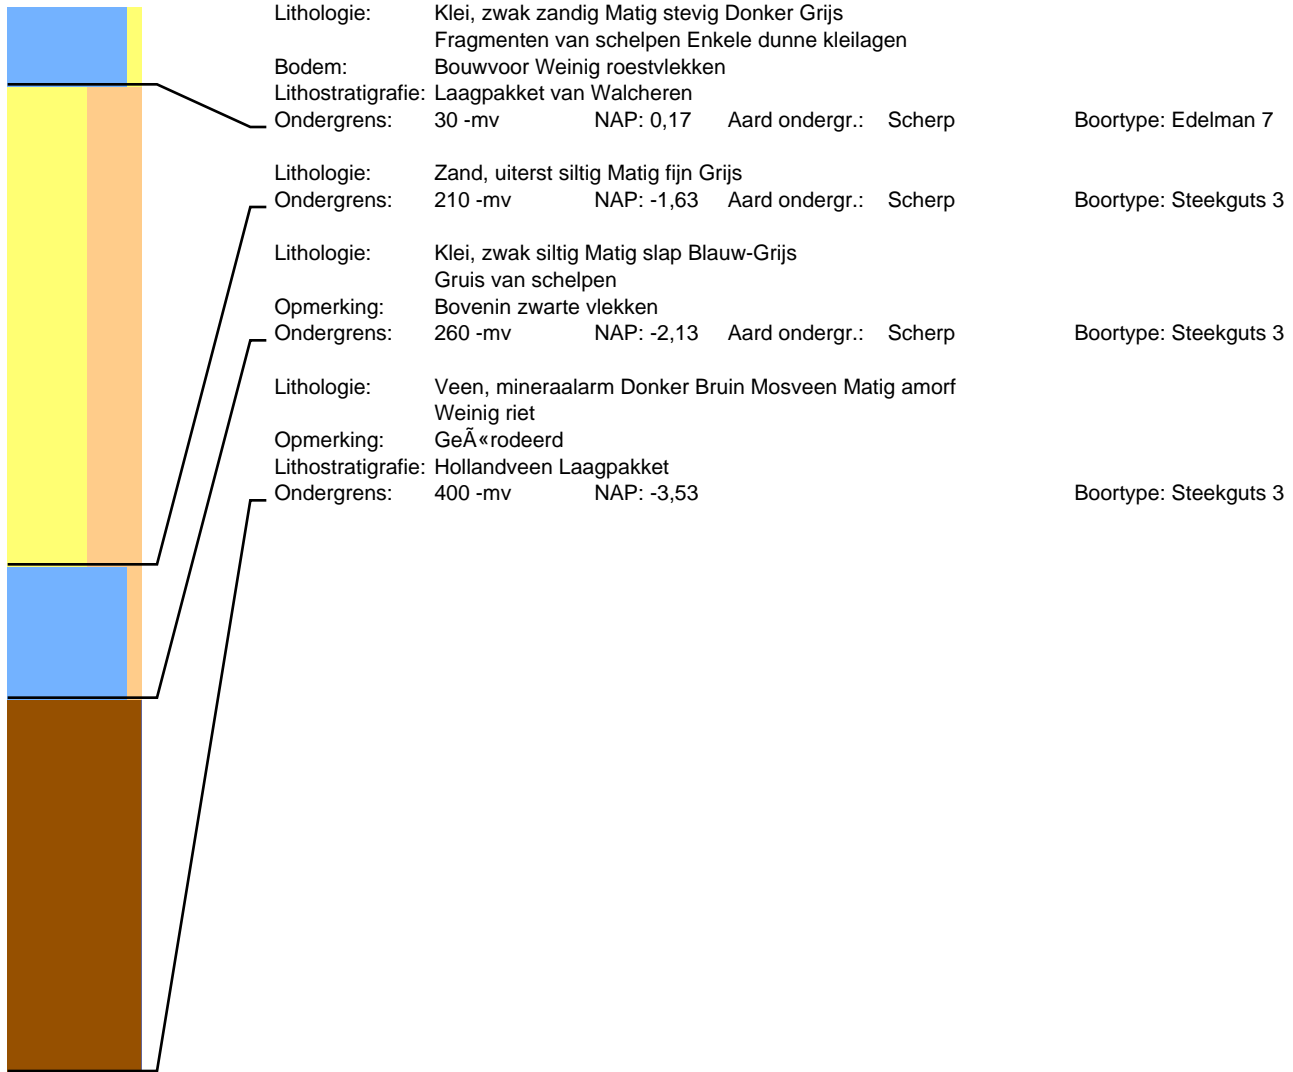 Lithologie: Klei, zwak zandig Matig stevig Donker Grijs
Fragmenten van schelpen Enkele dunne kleilagen
Bodem: Bouwvoor Weinig roestvlekken
Lithostratigrafie: Laagpakket van Walcheren
Ondergrens: 30 -mv NAP: 0,17 Aard ondergr.: Scherp Boortype: Edelman 7
Lithologie: Zand, uiterst siltig Matig fijn Grijs
Ondergrens: 210 -mv NAP: -1,63 Aard ondergr.: Scherp Boortype: Steekguts 3
Lithologie: Klei, zwak siltig Matig slap Blauw-Grijs
Gruis van schelpen
Opmerking: Bovenin zwarte vlekken
Ondergrens: 260 -mv NAP: -2,13 Aard ondergr.: Scherp Boortype: Steekguts 3
Lithologie: Veen, mineraalarm Donker Bruin Mosveen Matig amorf
Weinig riet
Opmerking: GeÃ«rodeerd
Lithostratigrafie: Hollandveen Laagpakket
Ondergrens: 400 -mv NAP: -3,53 Boortype: Steekguts 3